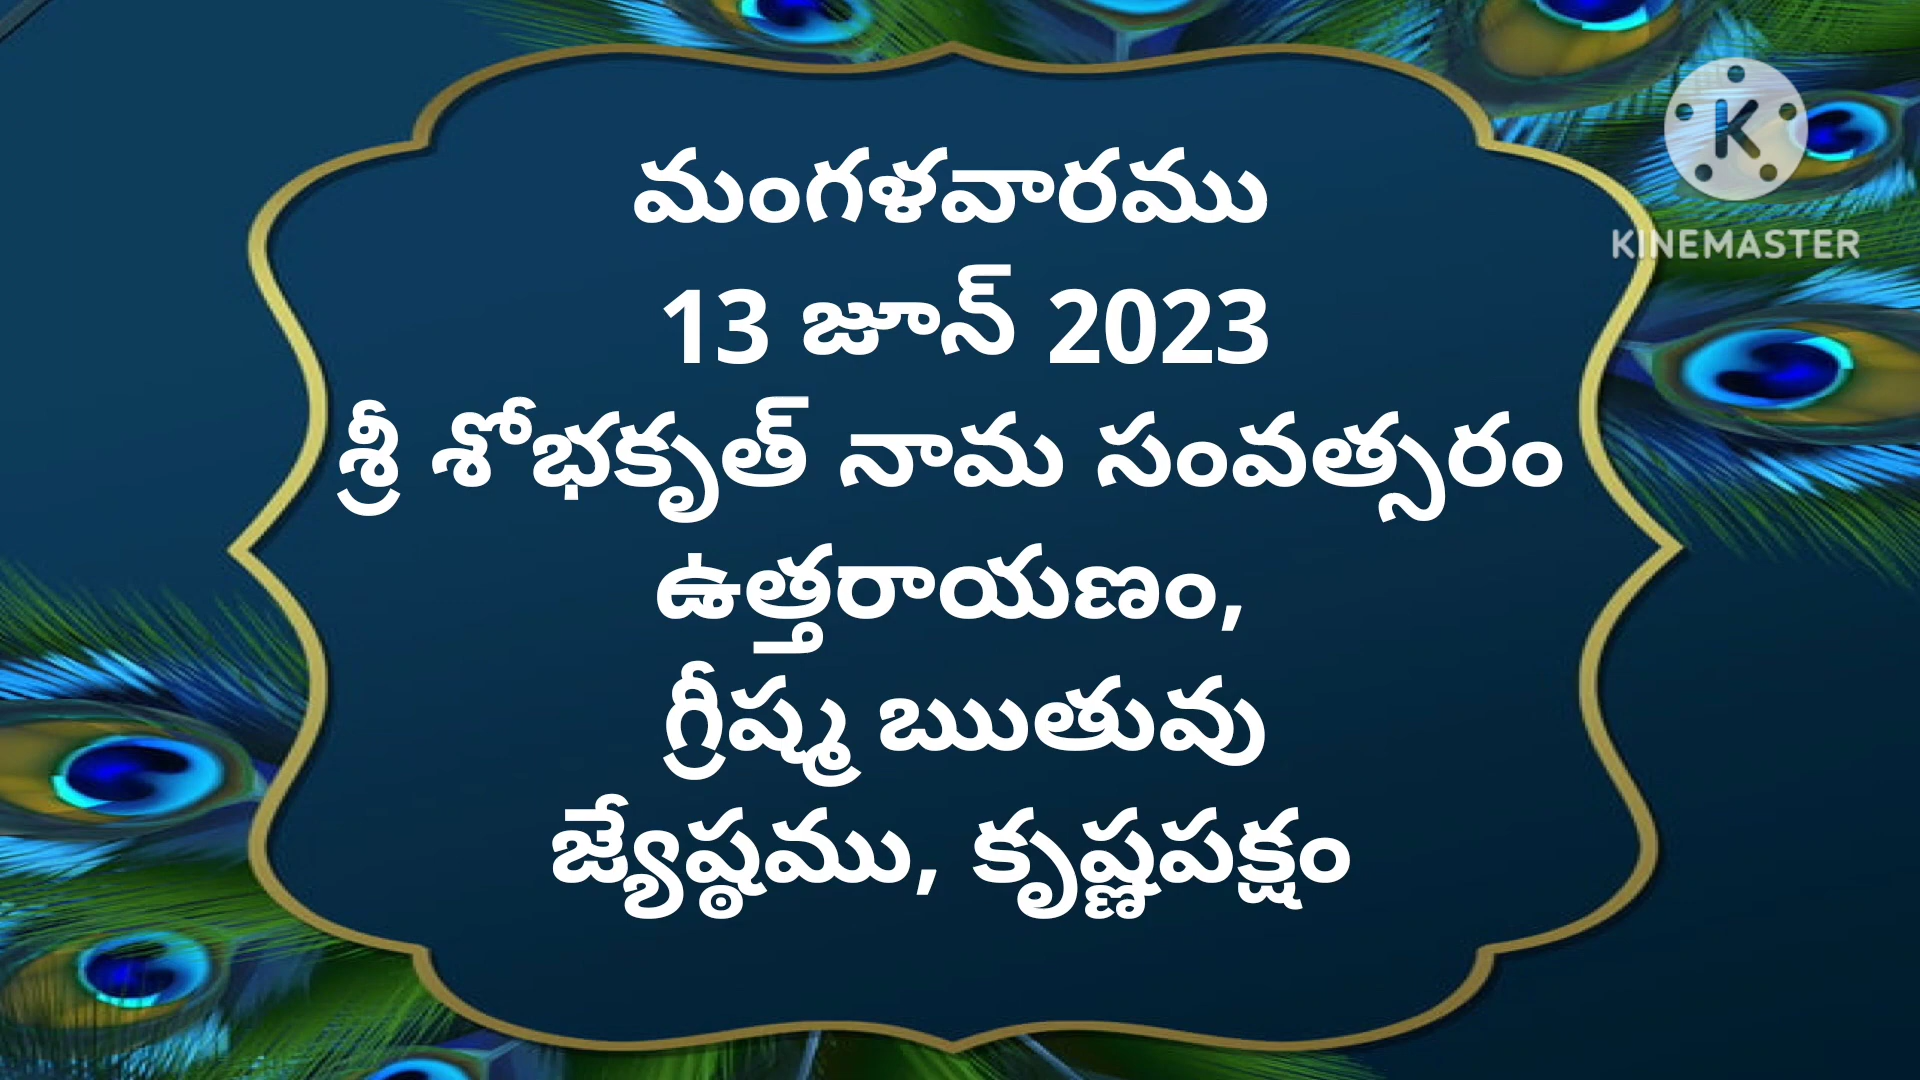 మంగళవారము
13 జూన్ 2023
శ్రీ శోభకృత్ నామ సంవత్సరం
ఉత్తరాయణం,
గ్రీష్మ ఋతువు
జ్యేష్ఠము, కృష్ణపక్షం
K
KINEMASTER